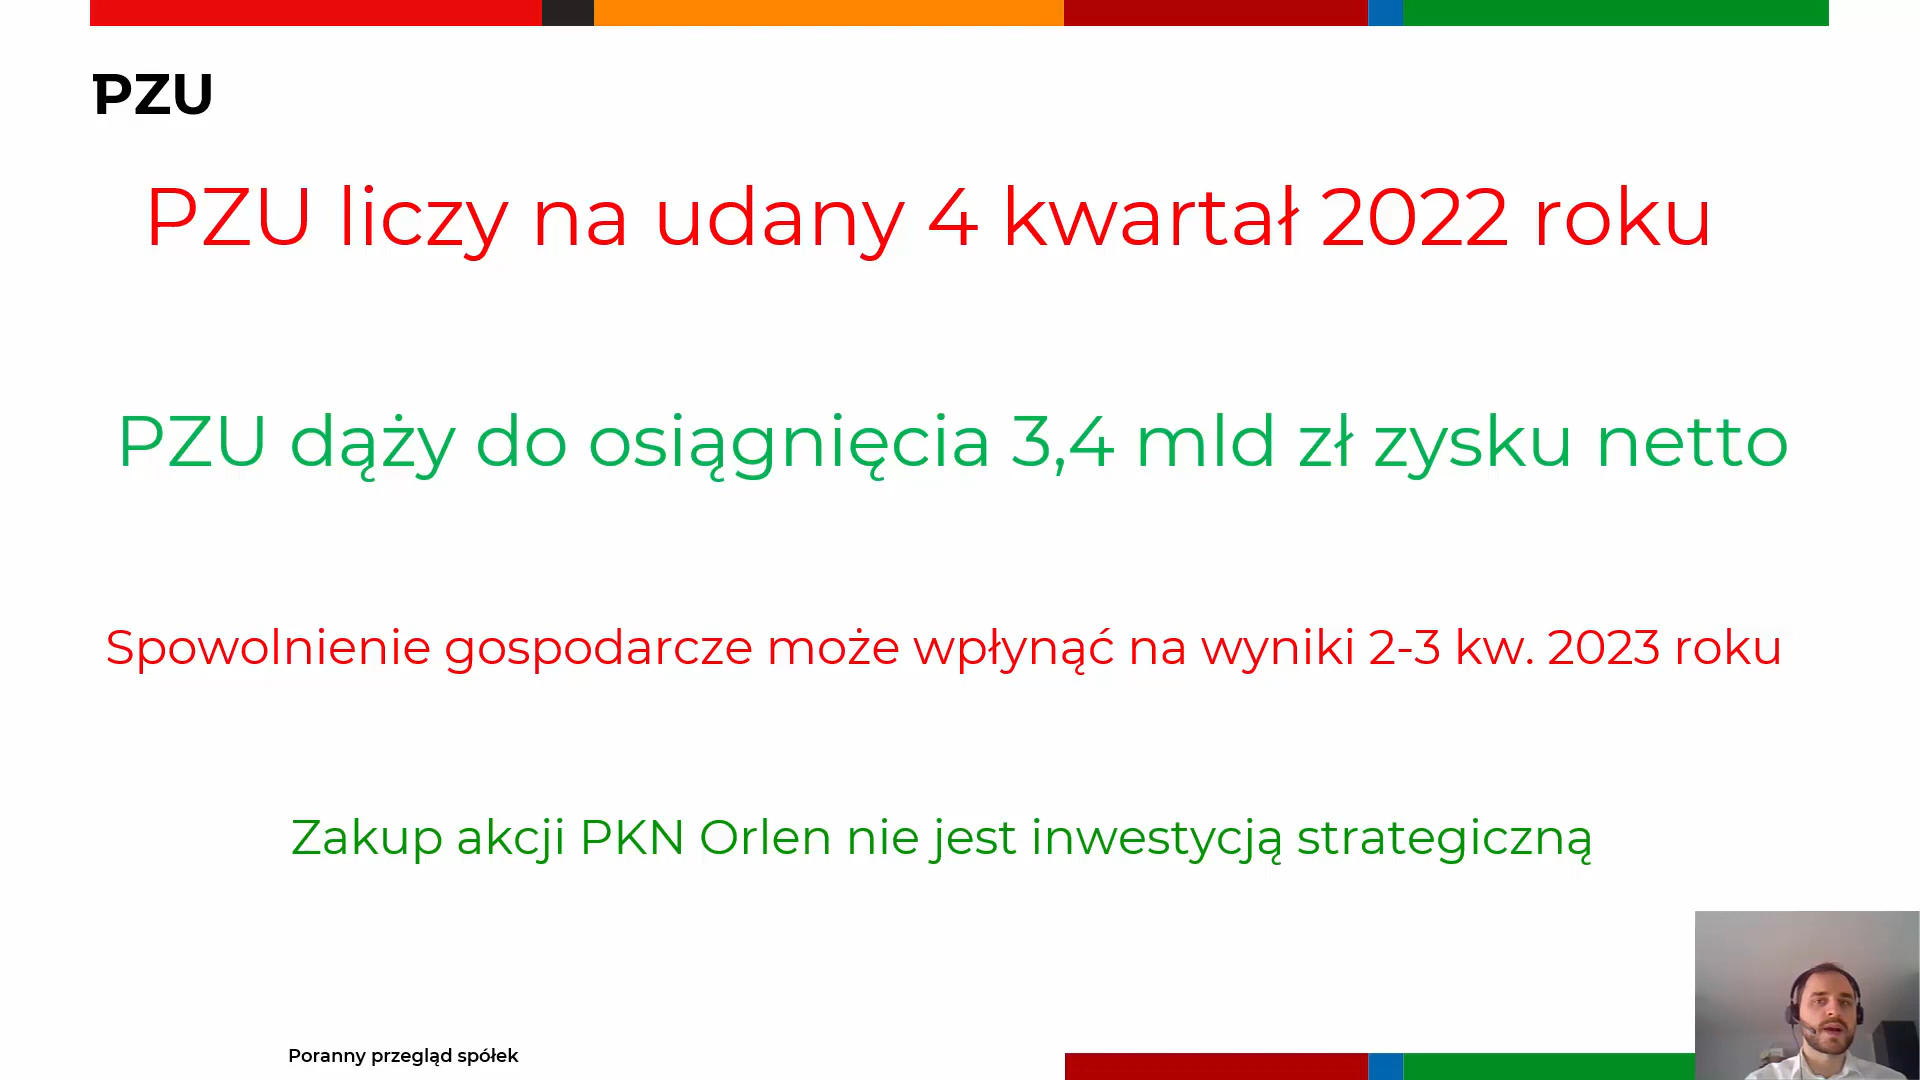 PZU
PZU liczy na udany 4 kwartał 2022 roku
PZU dąży do osiągnięcia 3,4 mld zł zysku netto
Spowolnienie gospodarcze może wpłynąć na wyniki 2-3 kw. 2023 roku
Zakup akcji PKN Orlen nie jest inwestycją strategiczną
Poranny przegląd spółek